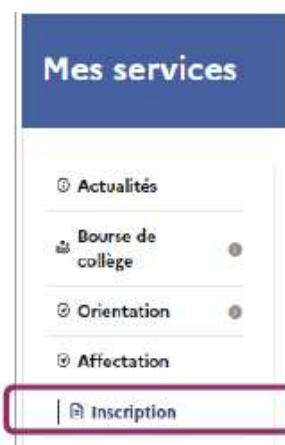 Mes services
Actualités
Bourse de
collège
Orientation
Affectation
Inscription